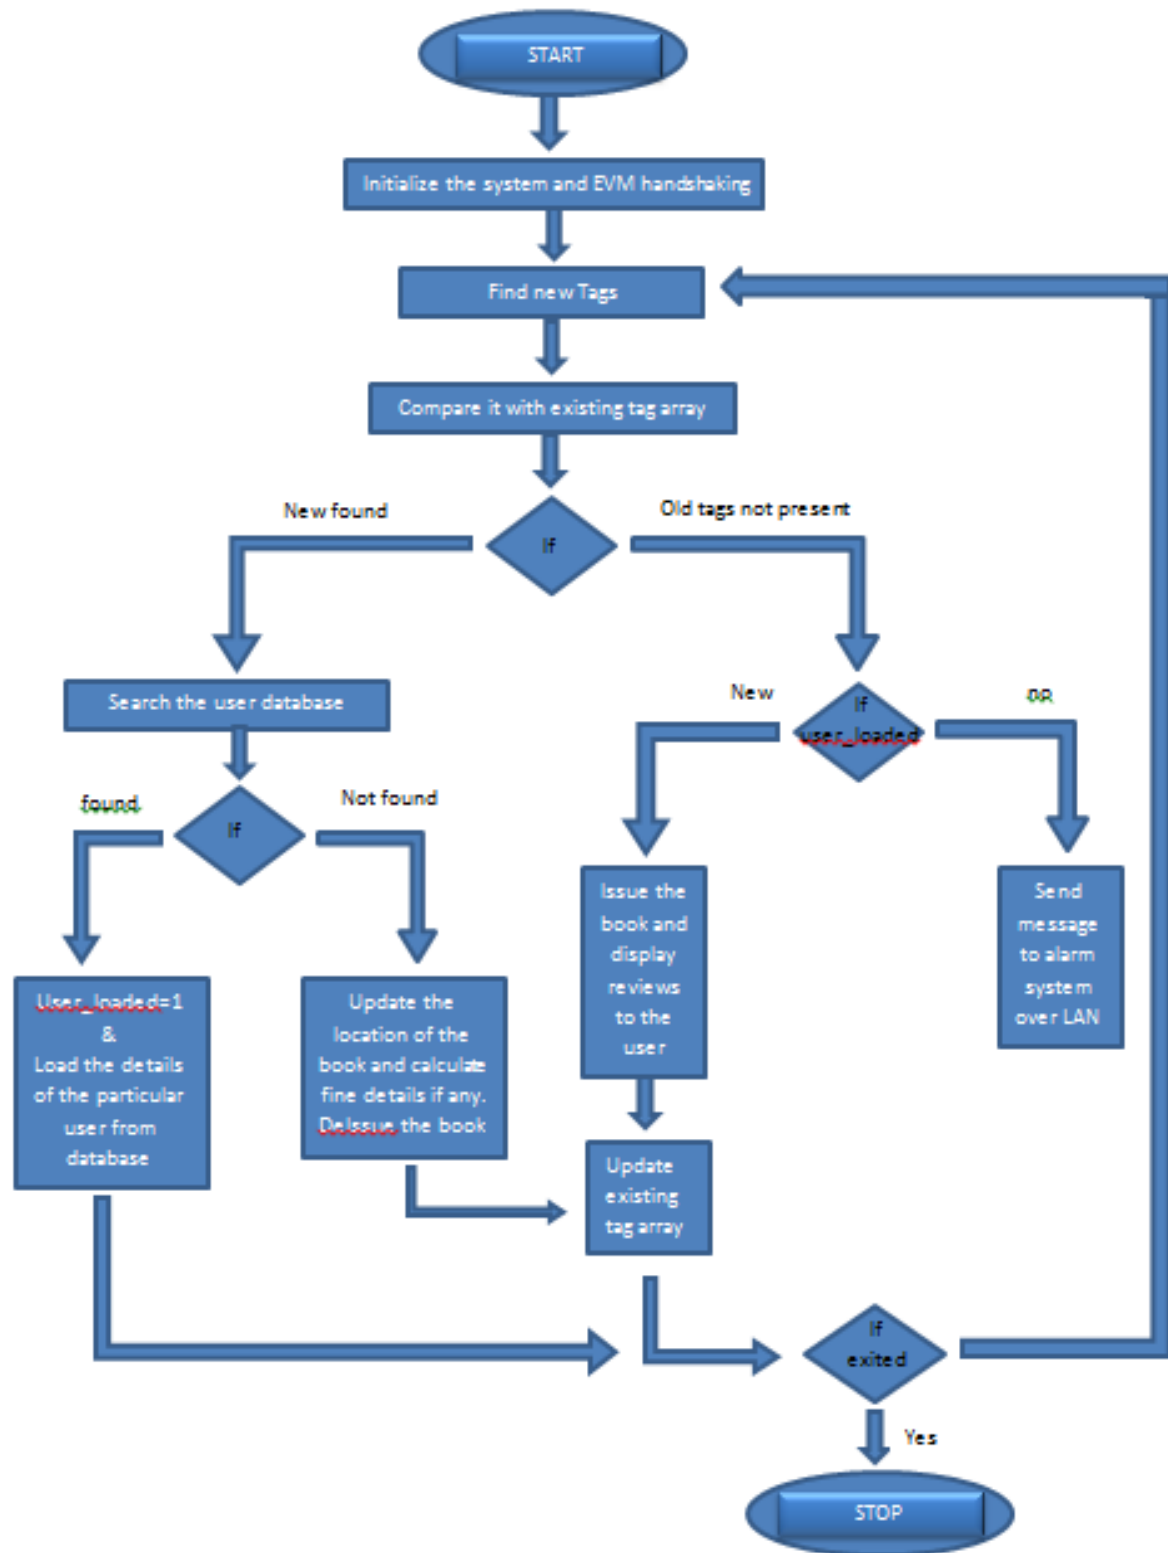 START
Initialize the system and EVM handshaking
Find new Tags
Compare it with existing tag array
New found
Old tags not present
If
Search the user database
New
If
user_loaded
no
found
Not found
If
Issue the
book and
display
reviews
to the
user
Send
message
to alarm
system
over LAN
User_loaded=1
&
Load the details
of the particular
user from
database
Update the
location of the
book and calculate
fine details if any.
DeIssue the book
Update
existing
tag array
If
exited
Yes
STOP